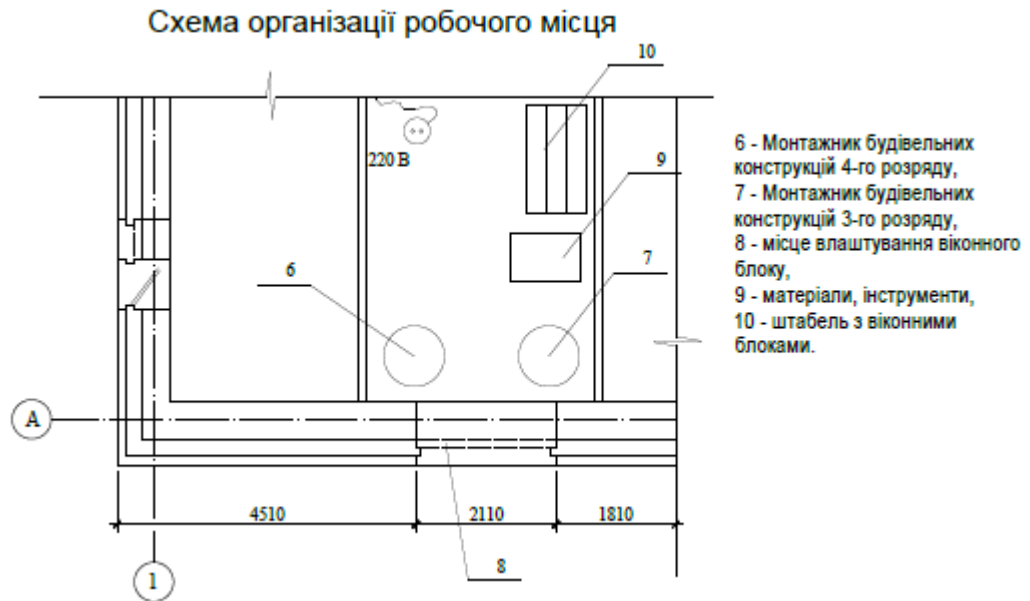 Схема організації робочого місця
10
220 В
9
6
7
6 - Монтажник будівельних
конструкцій 4-го розряду,
7 - Монтажник будівельних
конструкцій 3-го розряду,
8 - місце влаштування віконного
блоку,
9 - матеріали, інструменти,
10 - штабель з віконними
блоками.
А
4510
2110
1810
8
1